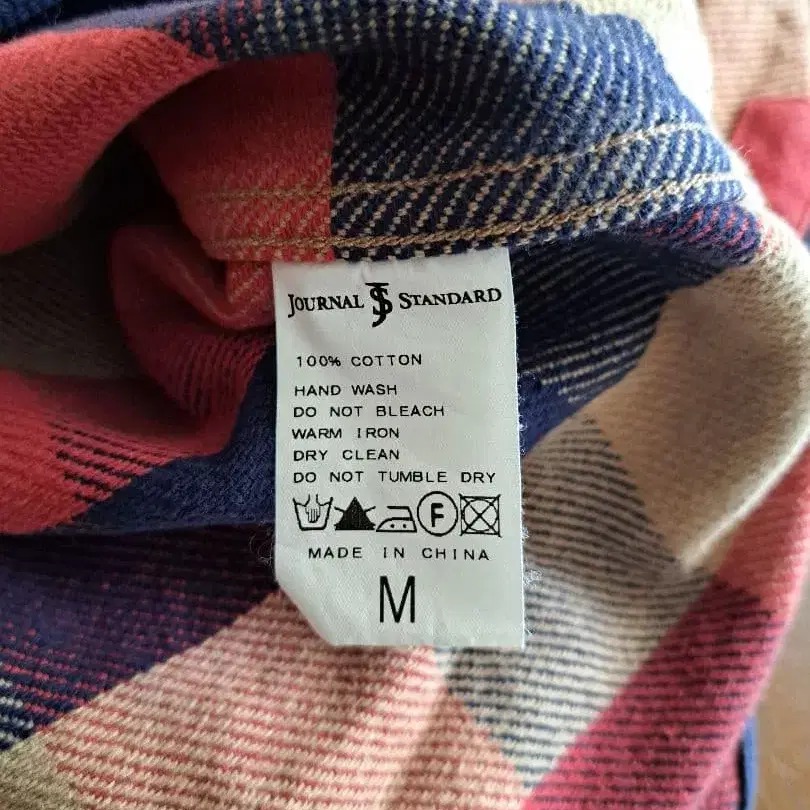 JOURNAL JS STANDARD
100% COTTON
HAND WASH
DO NOT BLEACH
WARM IRON
DRY CLEAN
DO NOT TUMBLE DRY
F
MADE IN CHINA
M